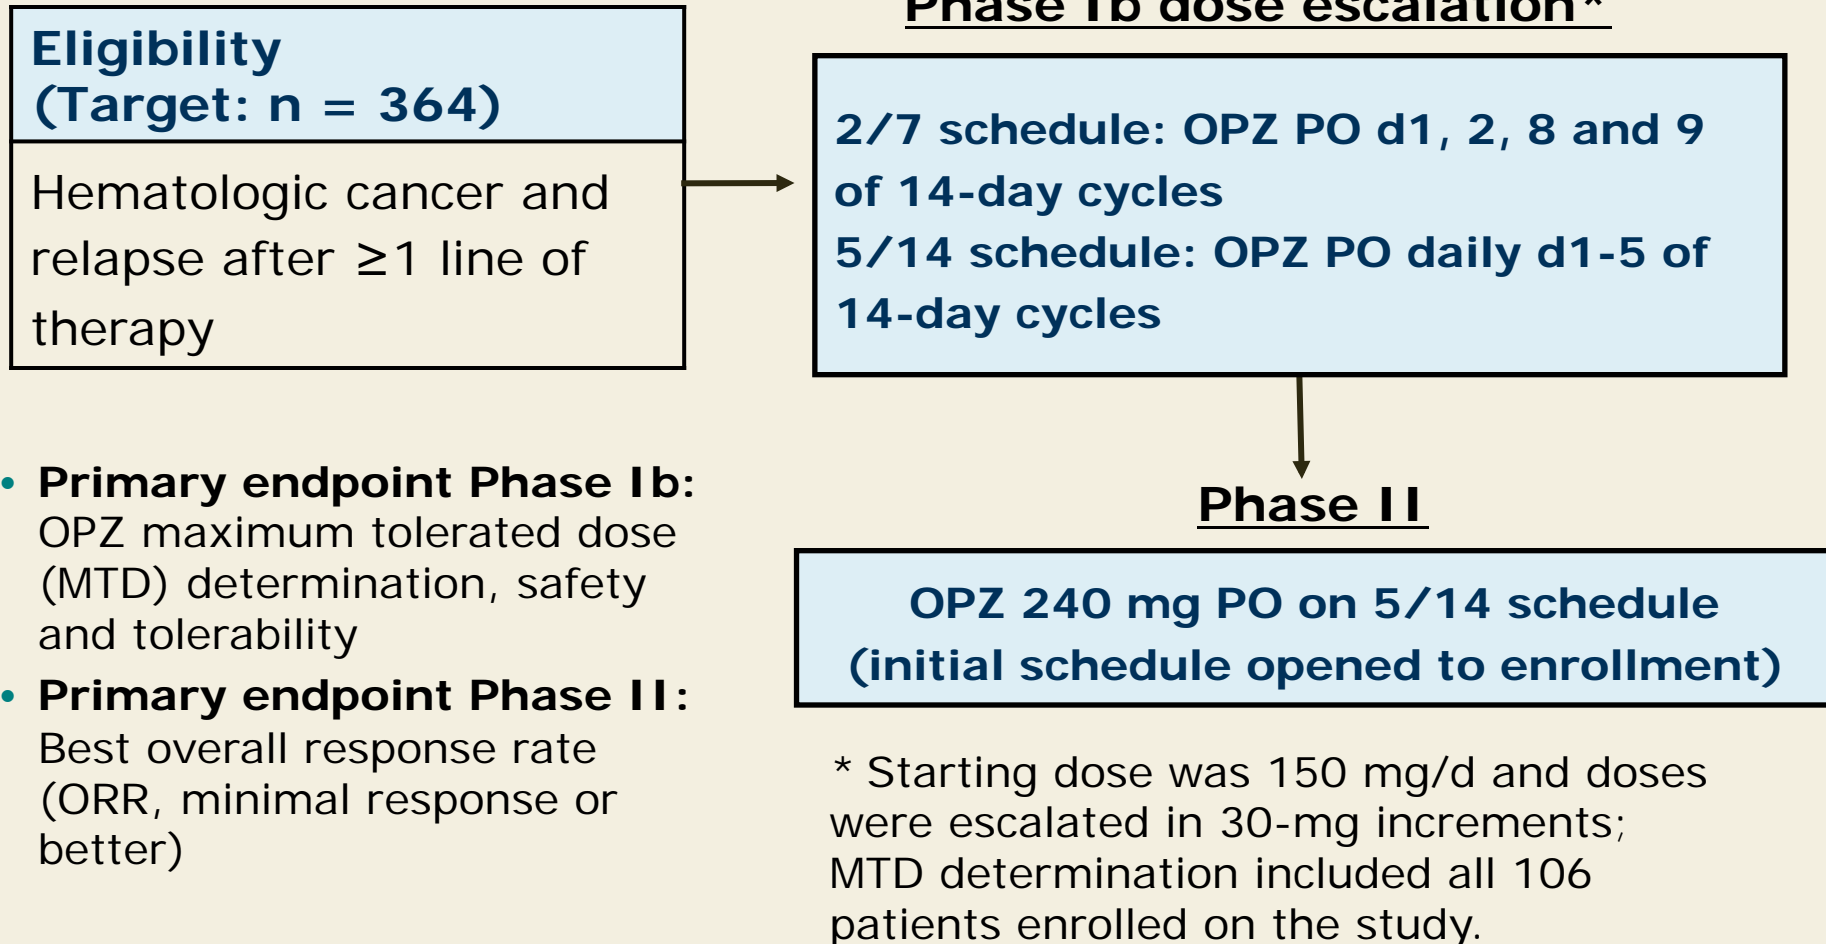 Eligibility
(Target: n = 364)
Hematologic cancer and
relapse after ≥1 line of
therapy
Phase Ib dose escalation*
2/7 schedule: OPZ PO d1, 2, 8 and 9
of 14-day cycles
5/14 schedule: OPZ PO daily d1-5 of
14-day cycles
Phase II
OPZ 240 mg PO on 5/14 schedule
(initial schedule opened to enrollment)
• Primary endpoint Phase Ib:
OPZ maximum tolerated dose
(MTD) determination, safety
and tolerability
• Primary endpoint Phase II:
Best overall response rate
(ORR, minimal response or
better)
* Starting dose was 150 mg/d and doses
were escalated in 30-mg increments;
MTD determination included all 106
patients enrolled on the study.